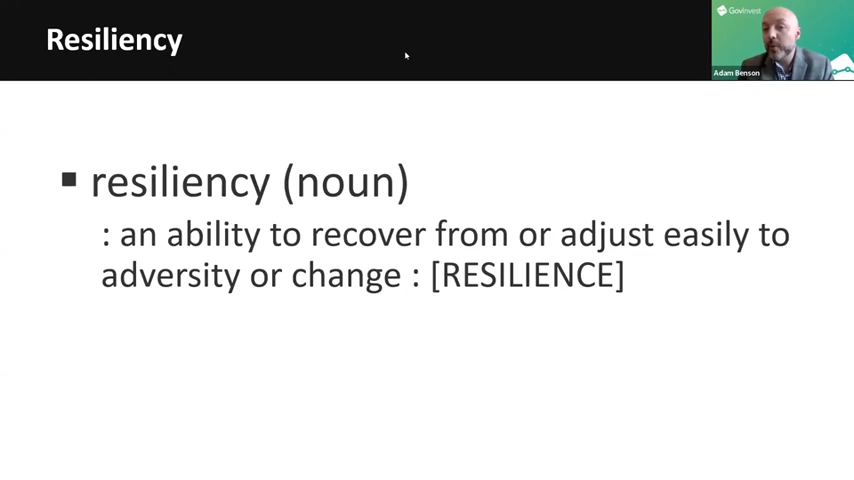 Resiliency
GovInvest
Adam Benson
▪ resiliency (noun)
: an ability to recover from or adjust easily to
adversity or change : [RESILIENCE]